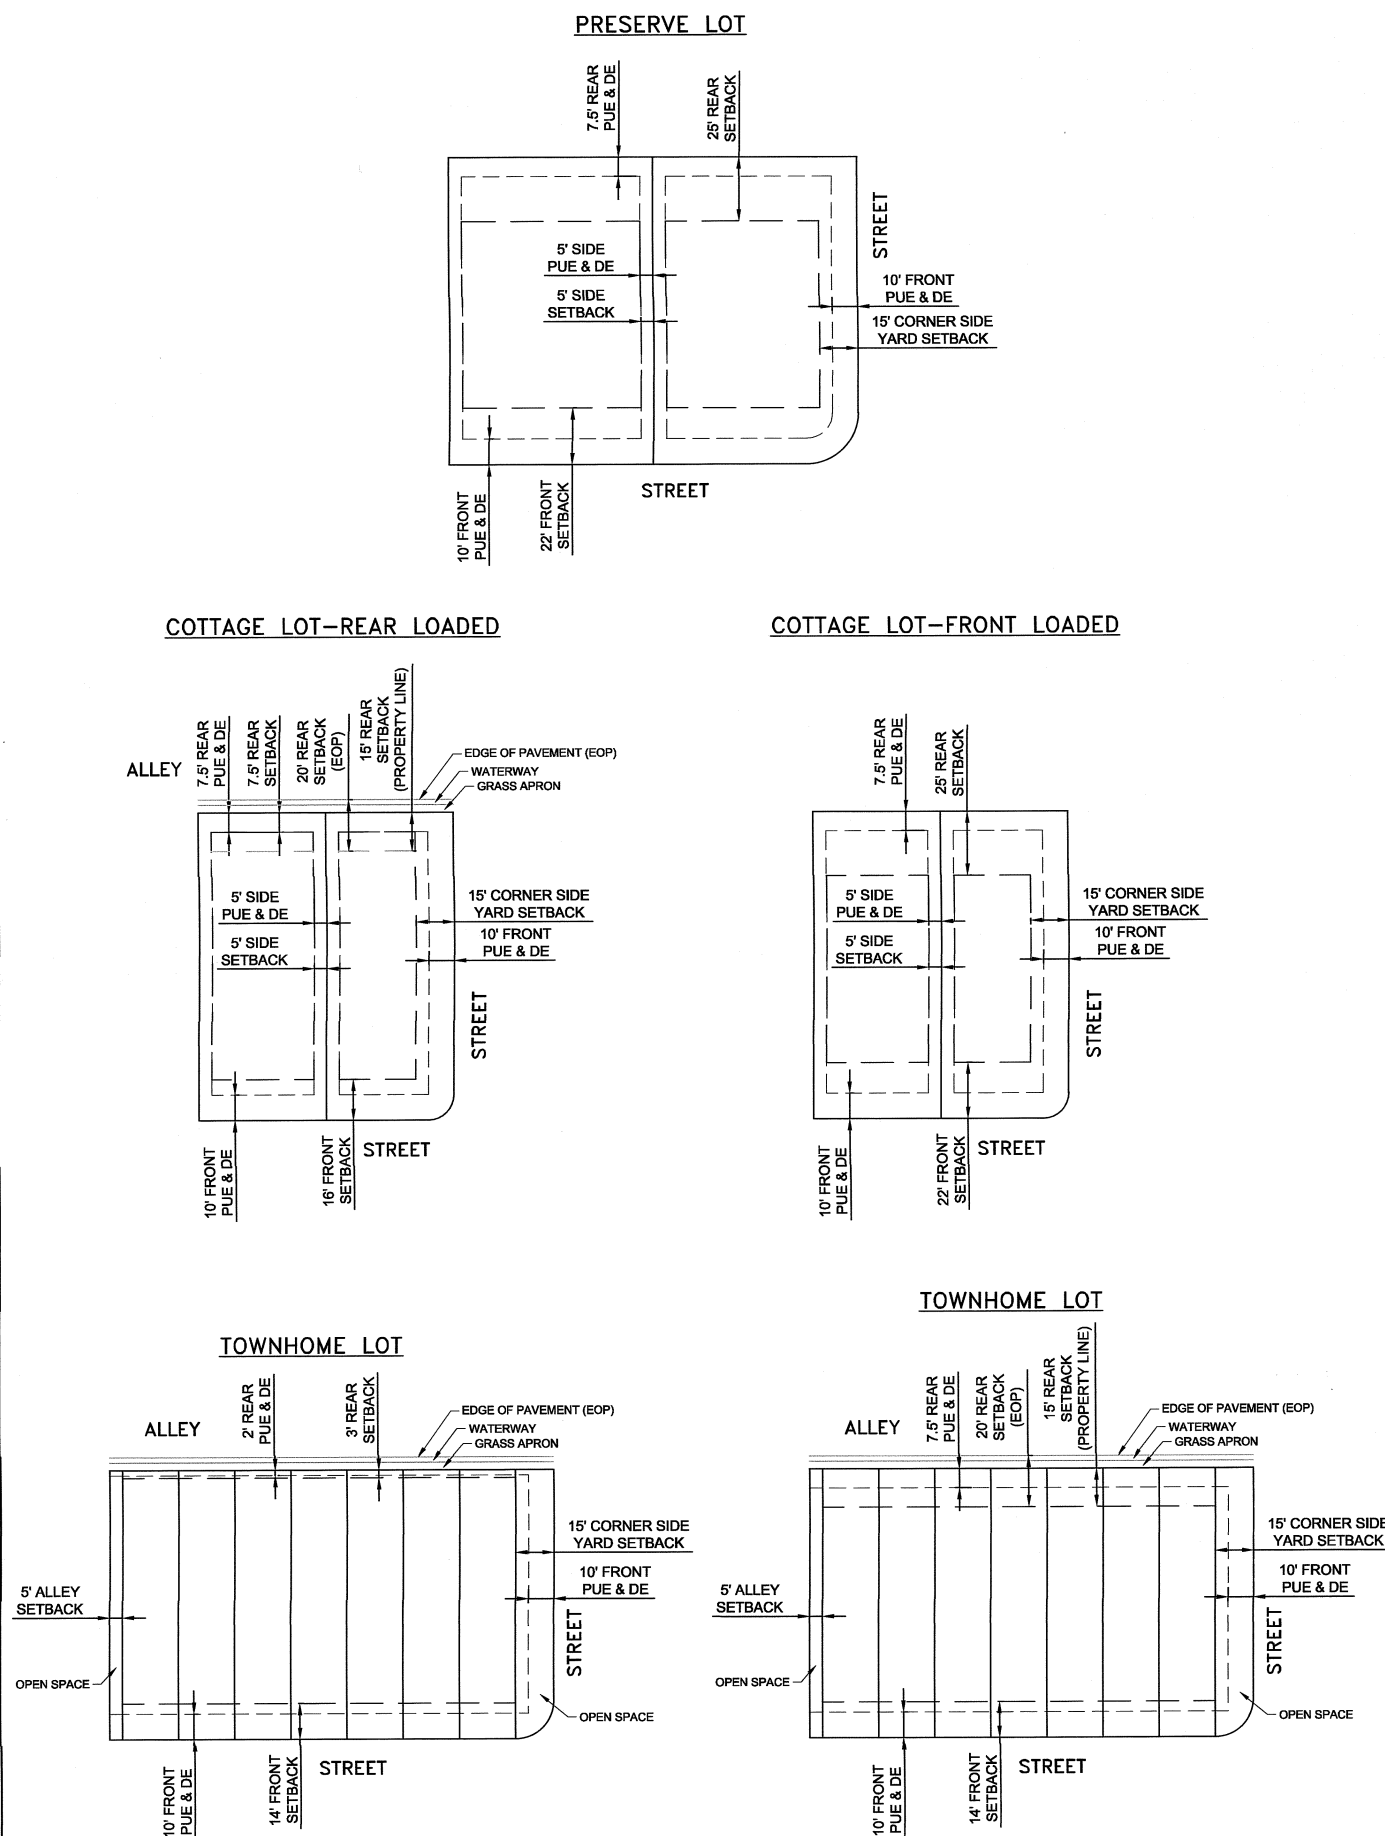 PRESERVE LOT
7.5' REAR
PUE & DE
25' REAR
SETBACK
STREET
5' SIDE
PUE & DE
5' SIDE
SETBACK
10' FRONT
PUE & DE
15' CORNER SIDE
YARD SETBACK
10' FRONT
PUE & DE
22' FRONT
SETBACK
STREET
COTTAGE LOT-REAR LOADED
ALLEY
7.5' REAR
PUE & DE
7.5' REAR
SETBACK
20' REAR
SETBACK
(EOP)
15' REAR
SETBACK
(PROPERTY LINE)
EDGE OF PAVEMENT (EOP)
WATERWAY
GRASS APRON
5' SIDE
PUE & DE
5' SIDE
SETBACK
15' CORNER SIDE
YARD SETBACK
10' FRONT
PUE & DE
STREET
10' FRONT
PUE & DE
16' FRONT
SETBACK
STREET
COTTAGE LOT-FRONT LOADED
7.5' REAR
PUE & DE
25' REAR
SETBACK
5' SIDE
PUE & DE
5' SIDE
SETBACK
15' CORNER SIDE
YARD SETBACK
10' FRONT
PUE & DE
STREET
10' FRONT
PUE & DE
22' FRONT
SETBACK
STREET
TOWNHOME LOT
ALLEY
2' REAR
PUE & DE
3' REAR
SETBACK
EDGE OF PAVEMENT (EOP)
WATERWAY
GRASS APRON
15' CORNER SIDE
YARD SETBACK
10' FRONT
PUE & DE
5' ALLEY
SETBACK
STREET
OPEN SPACE
OPEN SPACE
10' FRONT
PUE & DE
14' FRONT
SETBACK
STREET
TOWNHOME LOT
ALLEY
7.5' REAR
PUE & DE
20' REAR
SETBACK
(EOP)
15' REAR
SETBACK
(PROPERTY LINE)
EDGE OF PAVEMENT (EOP)
WATERWAY
GRASS APRON
15' CORNER SIDE
YARD SETBACK
10' FRONT
PUE & DE
5' ALLEY
SETBACK
STREET
OPEN SPACE
OPEN SPACE
10' FRONT
PUE & DE
14' FRONT
SETBACK
STREET